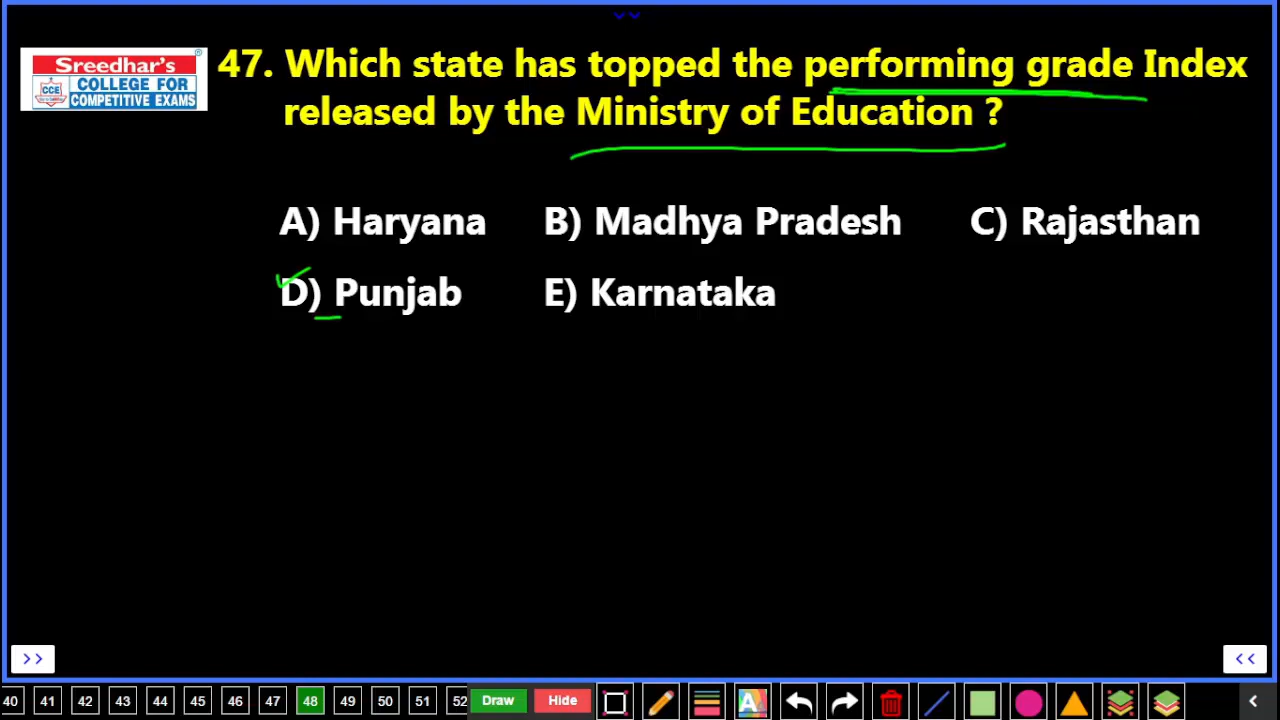 Sreedhar's
CCE
COLLEGE FOR
COMPETITIVE EXAMS
®
47. Which state has topped the performing grade Index
released by the Ministry of Education ?
A) Haryana B) Madhya Pradesh C) Rajasthan
D) Punjab E) Karnataka
>> <<
40 41 42 43 44 45 46 47 48 49 50 51 52 Draw Hide A <